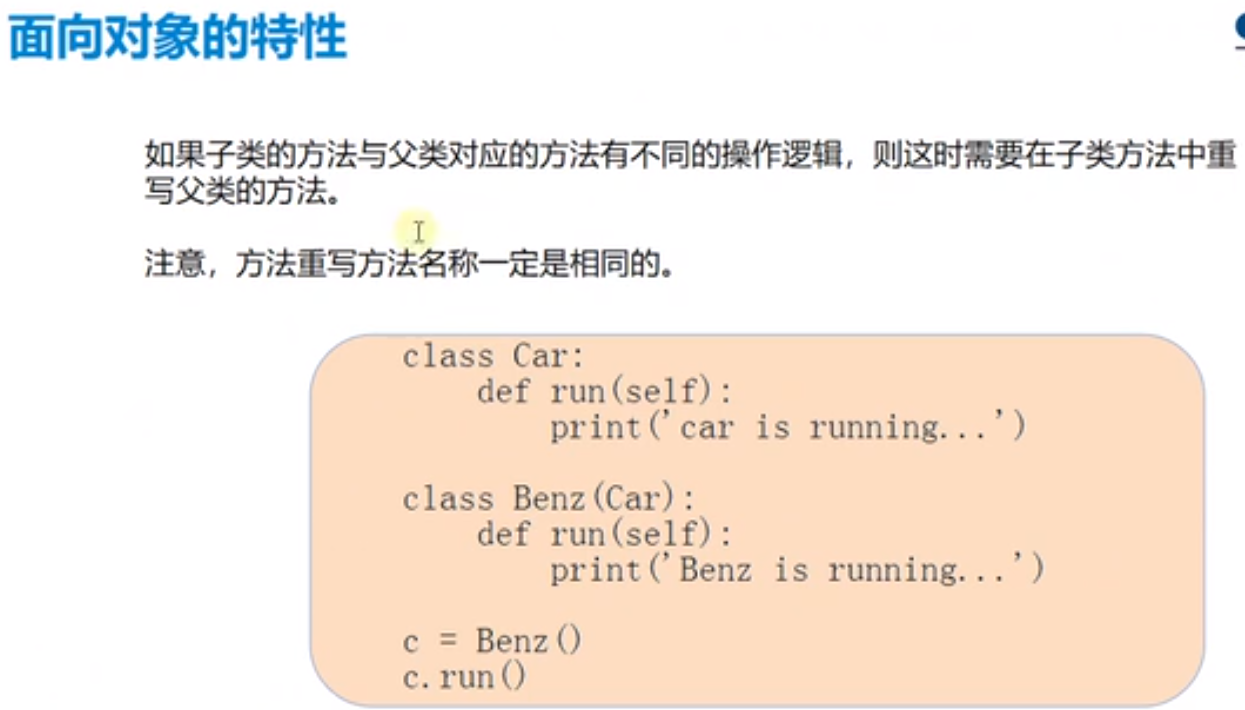 面向对象的特性
如果子类的方法与父类对应的方法有不同的操作逻辑，则这时需要在子类方法中重
写父类的方法。
注意，方法重写方法名称一定是相同的。
class Car:
    def run(self):
        print('car is running...')
class Benz(Car):
    def run(self):
        print('Benz is running...')
c = Benz()
c.run()